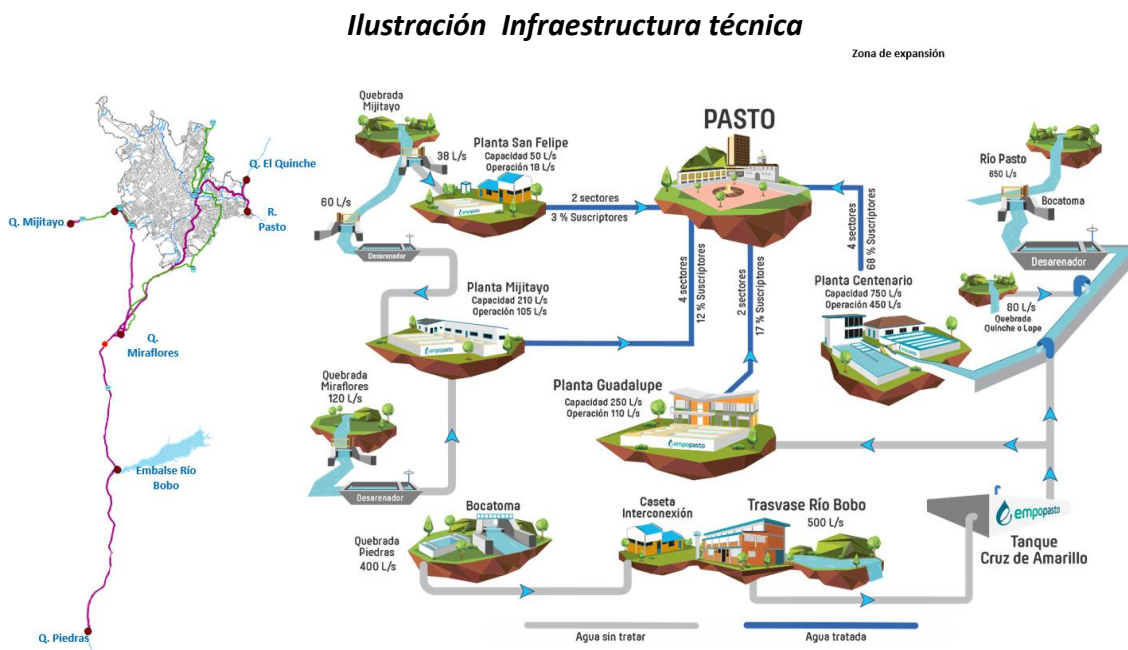 Ilustración Infraestructura técnica
Zona de expansión
Q. El Quinche
R.
Pasto
Q. Mijitayo
Q.
Miraflores
Embalse Río
Bobo
Q. Piedras
Quebrada
Mijitayo
38 L/s
60 L/s
Desarenador
Planta San Felipe
Capacidad 50 L/s
Operación 18 L/s
empopasto
2 sectores
3 % Suscriptores
PASTO
Planta Mijitayo
Capacidad 210 L/s
Operación 105 L/s
empopasto
4 sectores
12 % Suscriptores
2 sectores
17 % Suscriptores
4 sectores
68 % Suscriptores
Río Pasto
650 L/s
Bocatoma
Desarenador
Planta Centenario
Capacidad 750 L/s
Operación 450 L/s
80 L/s
Quebrada
Quinche o Lope
Quebrada
Miraflores
120 L/s
Desarenador
Planta Guadalupe
Capacidad 250 L/s
Operación 110 L/s
empopasto
Bocatoma
Quebrada
Piedras
400 L/s
Caseta
Interconexión
Trasvase Río Bobo
500 L/s
empopasto
Tanque
Cruz de Amarillo
Agua sin tratar
Agua tratada